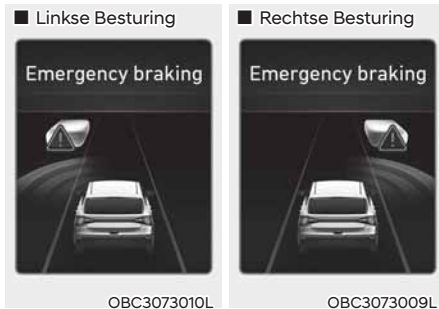 ■ Linkse Besturing
Emergency braking
OBC3073010L
■ Rechtse Besturing
Emergency braking
OBC3073009L